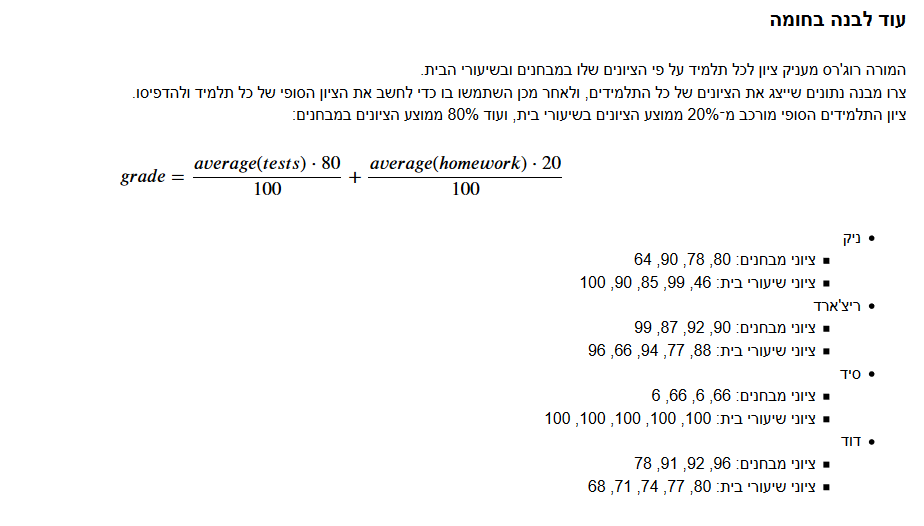 עוד לבנה בחומה
המורה רוג'רס מעניק ציון לכל תלמיד על פי הציונים שלו במבחנים ובשיעורי הבית.
צרו מבנה נתונים שייצג את הציונים של כל התלמידים, ולאחר מכן השתמשו בו כדי לחשב את הציון הסופי של כל תלמיד ולהדפיסו.
ציון התלמידים הסופי מורכב מ־20% ממוצע הציונים בשיעורי בית, ועוד 80% ממוצע הציונים במבחנים:
grade = average(tests) · 80 / 100 + average(homework) · 20 / 100
• ניק
▪ ציוני מבחנים: 80, 78, 90, 64
▪ ציוני שיעורי בית: 46, 99, 85, 90, 100
• ריצ'ארד
▪ ציוני מבחנים: 90, 92, 87, 99
▪ ציוני שיעורי בית: 88, 77, 94, 66, 96
• סיד
▪ ציוני מבחנים: 66, 6, 66, 6
▪ ציוני שיעורי בית: 100, 100, 100, 100, 100
• דוד
▪ ציוני מבחנים: 96, 92, 91, 78
▪ ציוני שיעורי בית: 80, 77, 74, 71, 68